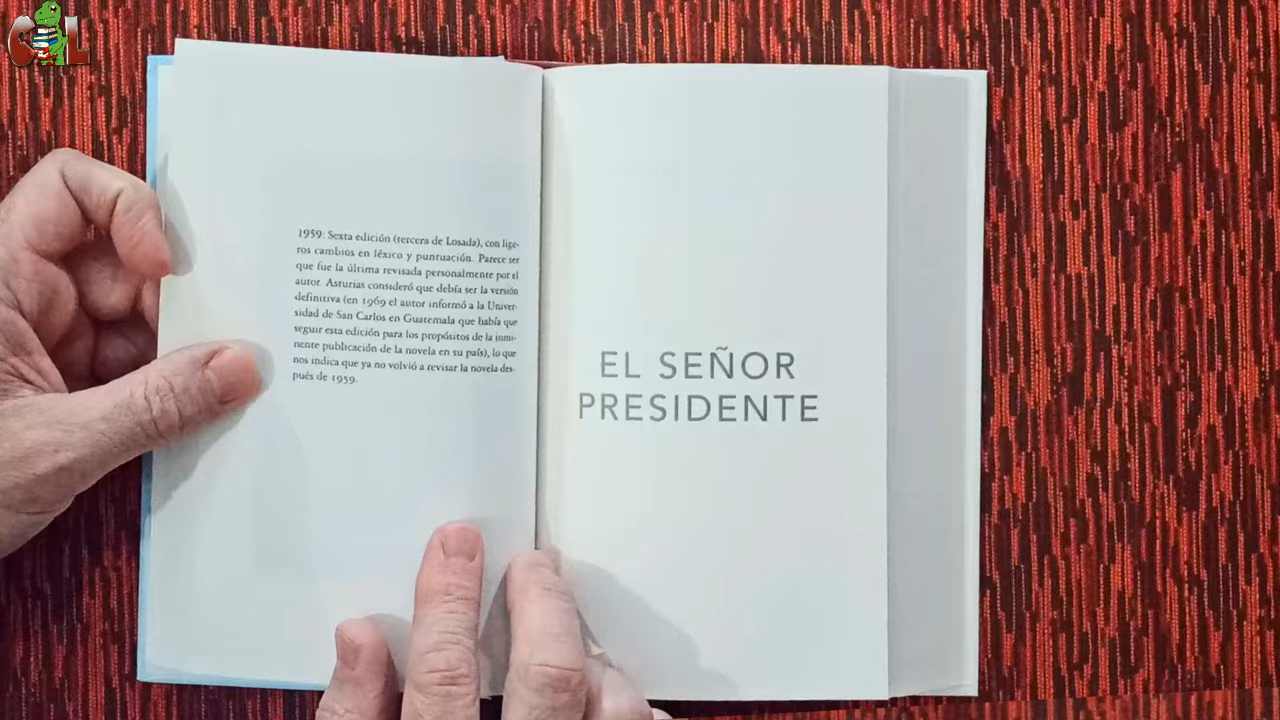 C L
1959: Sexta edición (tercera de Losada), con lige-
ros cambios en léxico y puntuación. Parece ser
que fue la última revisada personalmente por el
autor. Asturias consideró que debía ser la versión
definitiva (en 1969 el autor informó a la Univer-
sidad de San Carlos en Guatemala que había que
seguir esta edición para los propósitos de la inmi-
nente publicación de la novela en su país), lo que
nos indica que ya no volvió a revisar la novela des-
pués de 1959.
EL SEÑOR
PRESIDENTE